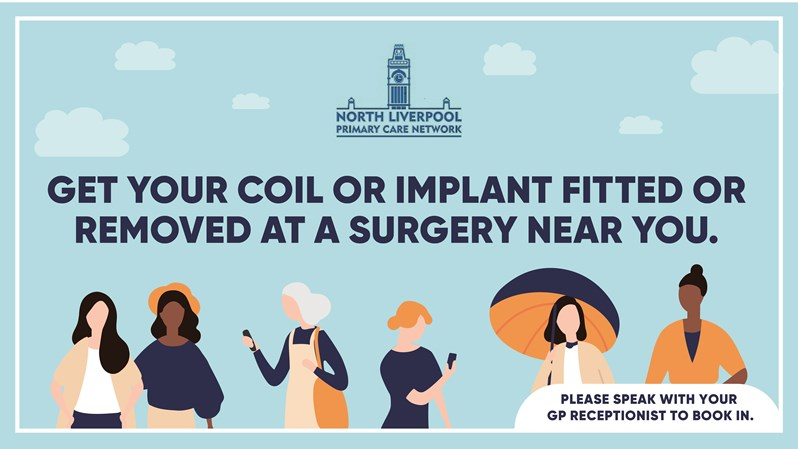 NORTH LIVERPOOL
PRIMARY CARE NETWORK
GET YOUR COIL OR IMPLANT FITTED OR
REMOVED AT A SURGERY NEAR YOU.
PLEASE SPEAK WITH YOUR
GP RECEPTIONIST TO BOOK IN.